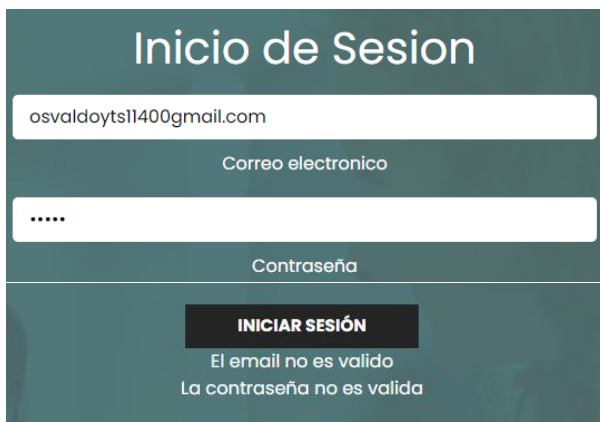 Inicio de Sesion
osvaldoyts11400gmail.com
Correo electronico
•••••
Contraseña
INICIAR SESIÓN
El email no es valido
La contraseña no es valida